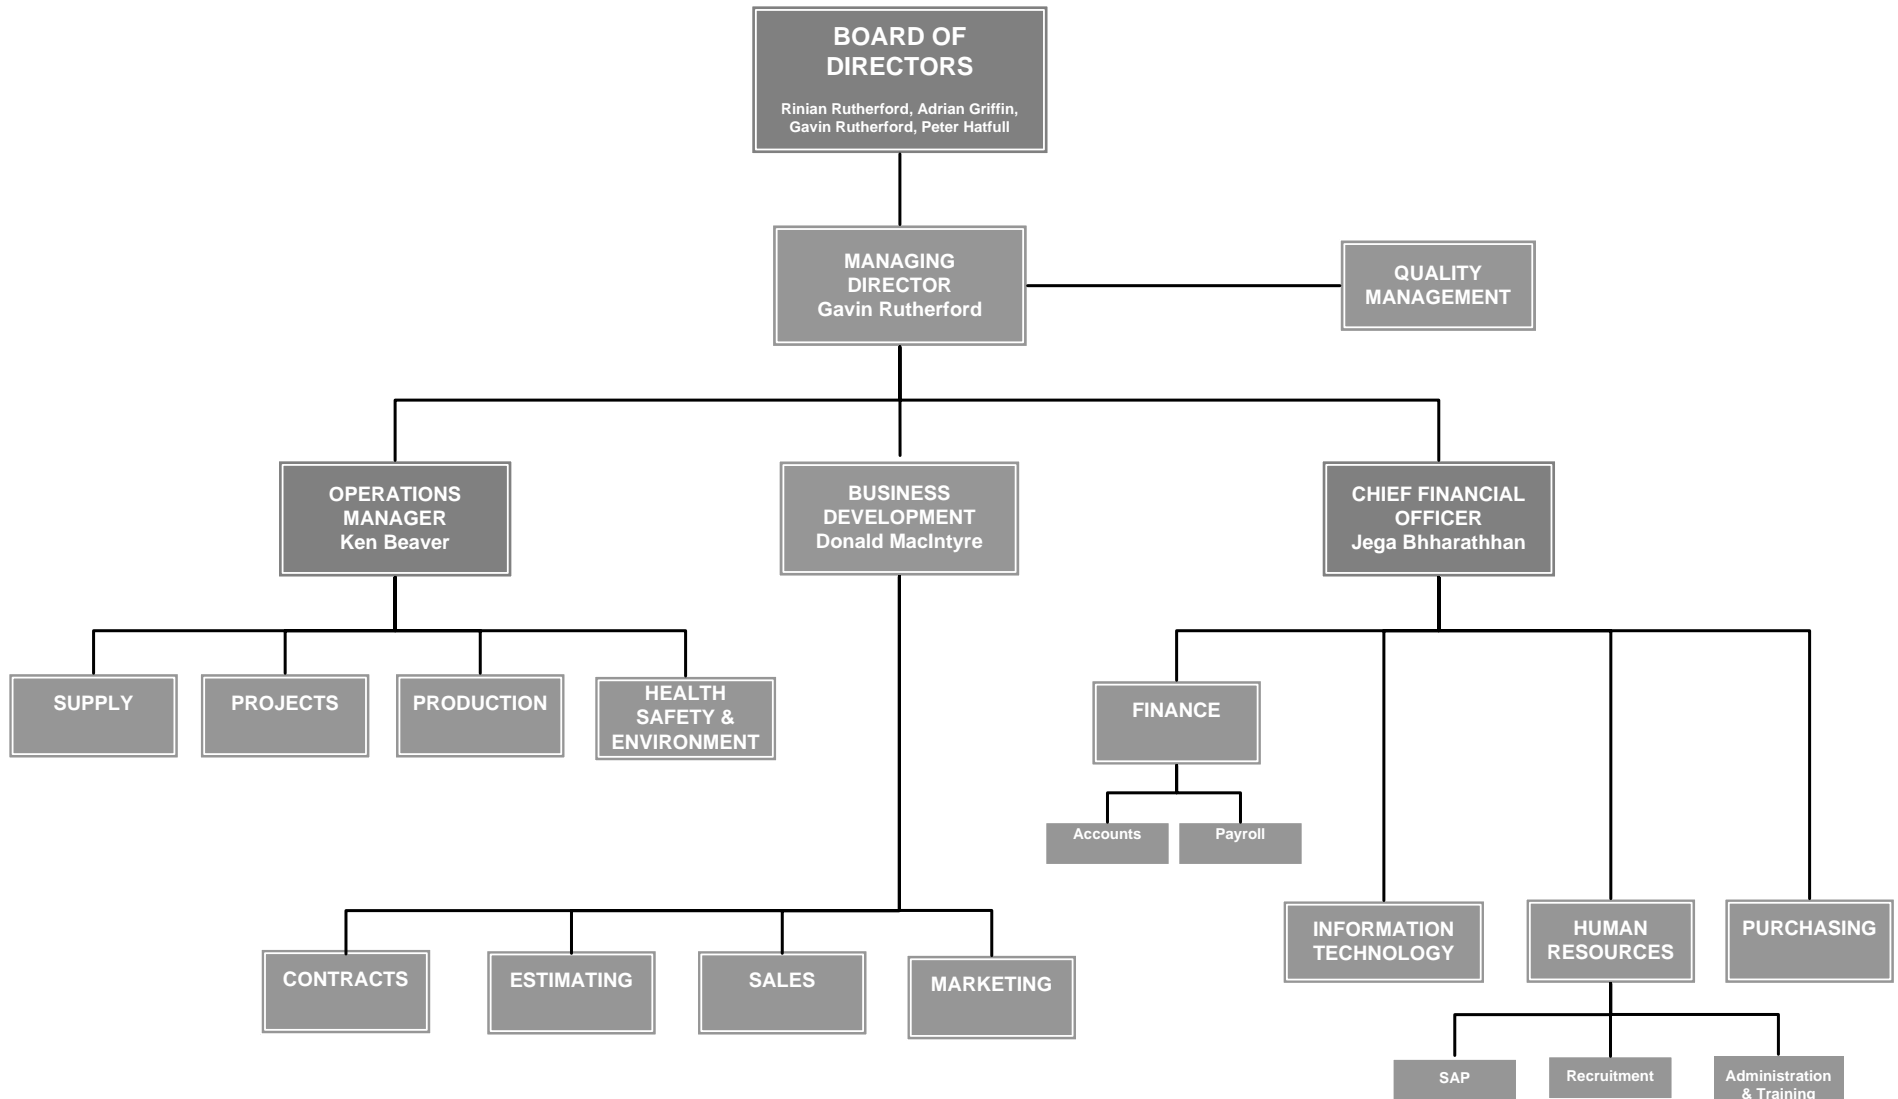 BOARD OF
DIRECTORS
Rinian Rutherford, Adrian Griffin,
Gavin Rutherford, Peter Hatfull
MANAGING
DIRECTOR
Gavin Rutherford
QUALITY
MANAGEMENT
OPERATIONS
MANAGER
Ken Beaver
BUSINESS
DEVELOPMENT
Donald MacIntyre
CHIEF FINANCIAL
OFFICER
Jega Bhharathhan
SUPPLY
PROJECTS
PRODUCTION
HEALTH
SAFETY &
ENVIRONMENT
FINANCE
Accounts
Payroll
CONTRACTS
ESTIMATING
SALES
MARKETING
INFORMATION
TECHNOLOGY
HUMAN
RESOURCES
PURCHASING
SAP
Recruitment
Administration
& Training